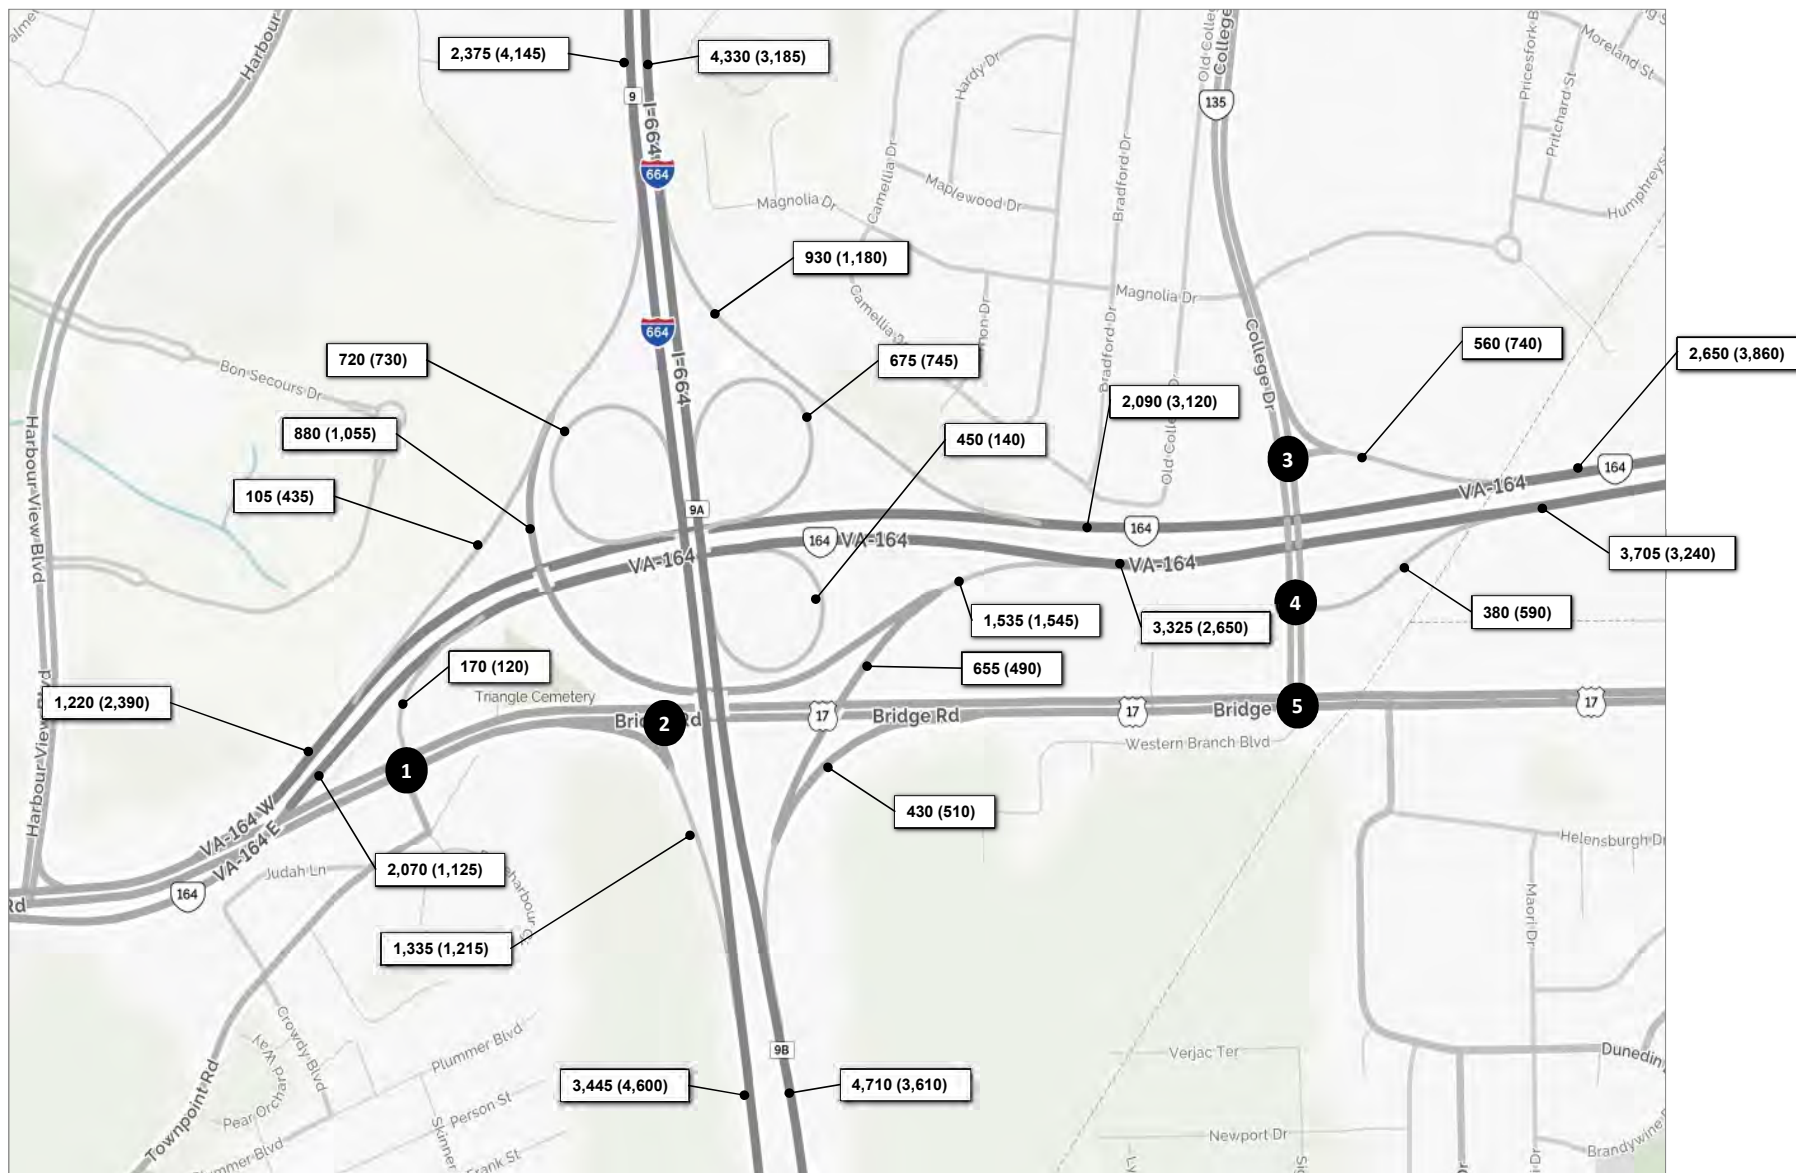 Harbour
2,375 (4,145)
4,330 (3,185)
9
I-664
664
Hardy Dr
Old College
College
135
Pricesfork B
Moreland St
Pritchard St
Humphreys
Camellia Dr
Maplewood Dr
Magnolia Dr
Bradford Dr
930 (1,180)
Camellia Dr
Magnolia Dr
664
I-664
Bradford Dr
College Dr
720 (730)
675 (745)
560 (740)
2,650 (3,860)
Bon Secours Dr
2,090 (3,120)
880 (1,055)
450 (140)
105 (435)
3
164
VA-164
9A
164
VA-164
164
VA-164
VA-164
3,705 (3,240)
Harbour View Blvd
4
380 (590)
1,535 (1,545)
3,325 (2,650)
170 (120)
655 (490)
Triangle Cemetery
1,220 (2,390)
Harbour View Blvd
2
17
Bridge Rd
17
Bridge
5
17
Western Branch Blvd
1
430 (510)
VA-164 W
VA-164 E
Helensburgh Dr
Judah Ln
2,070 (1,125)
164
Rd
Maori Dr
1,335 (1,215)
Crowdy Blvd
Plummer Blvd
9B
Verjac Ter
Dunedin
3,445 (4,600)
4,710 (3,610)
Pear Orchard Way
Person St
Townpoint Rd
Skinner
Newport Dr
Brandywine
Plummer Blvd
Frank St